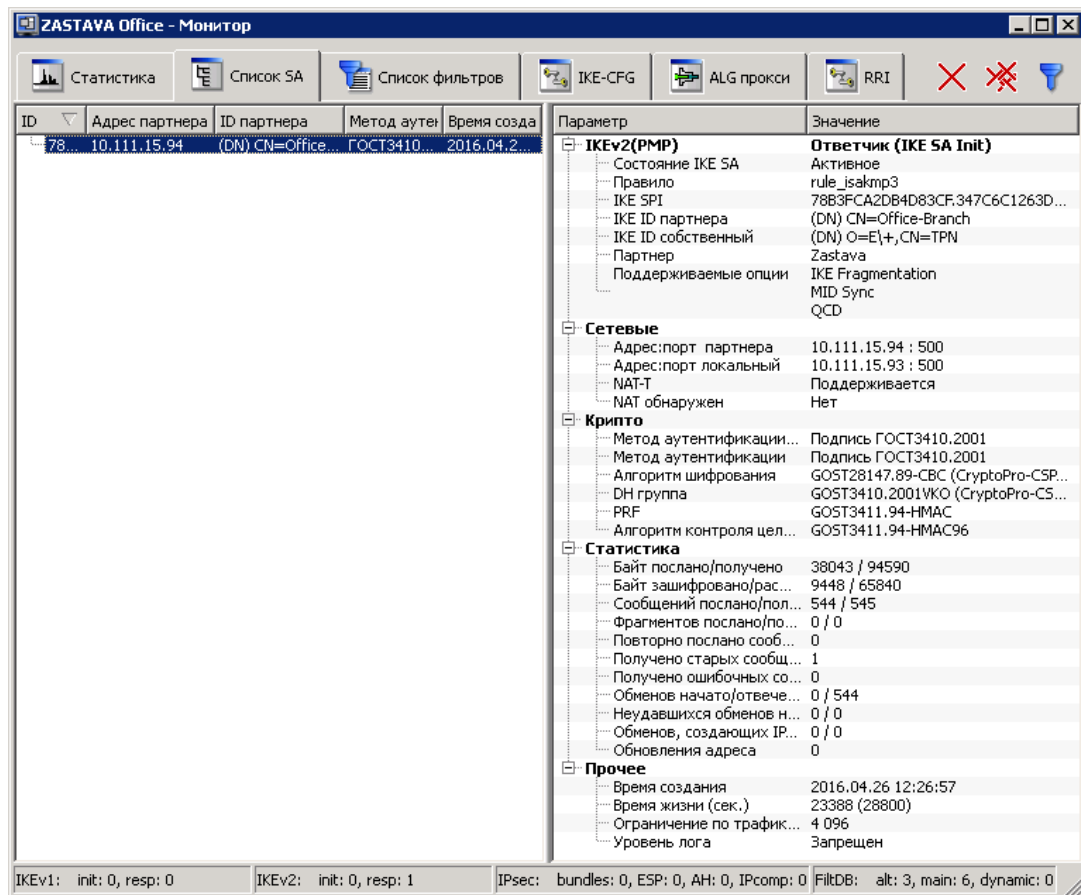 ZASTAVA Office - Монитор
Статистика Список SA Список фильтров IKE-CFG ALG прокси RRI
ID Адрес партнера ID партнера Метод аутен Время созда
78... 10.111.15.94 (DN) CN=Office... ГОСТ3410... 2016.04.2...
Параметр Значение
IKEv2(PMP) Ответчик (IKE SA Init)
Состояние IKE SA Активное
Правило rule_isakmp3
IKE SPI 78B3FCA2DB4D83CF.347C6C1263D...
IKE ID партнера (DN) CN=Office-Branch
IKE ID собственный (DN) O=E\+,CN=TPN
Партнер Zastava
Поддерживаемые опции IKE Fragmentation
MID Sync
QCD
Сетевые
Адрес:порт партнера 10.111.15.94 : 500
Адрес:порт локальный 10.111.15.93 : 500
NAT-T Поддерживается
NAT обнаружен Нет
Крипто
Метод аутентификации... Подпись ГОСТ3410.2001
Метод аутентификации Подпись ГОСТ3410.2001
Алгоритм шифрования GOST28147.89-CBC (CryptoPro-CSP...
DH группа GOST3410.2001VKO (CryptoPro-CS...
PRF GOST3411.94-HMAC
Алгоритм контроля цел... GOST3411.94-HMAC96
Статистика
Байт послано/получено 38043 / 94590
Байт зашифровано/рас... 9448 / 65840
Сообщений послано/пол... 544 / 545
Фрагментов послано/по... 0 / 0
Повторно послано сооб... 0
Получено старых сообщ... 1
Получено ошибочных со... 0
Обменов начато/отвече... 0 / 544
Неудавшихся обменов н... 0 / 0
Обменов, создающих IP... 0 / 0
Обновления адреса 0
Прочее
Время создания 2016.04.26 12:26:57
Время жизни (сек.) 23388 (28800)
Ограничение по трафик... 4 096
Уровень лога Запрещен
IKEv1: init: 0, resp: 0 IKEv2: init: 0, resp: 1 IPsec: bundles: 0, ESP: 0, AH: 0, IPcomp: 0 FiltDB: alt: 3, main: 6, dynamic: 0